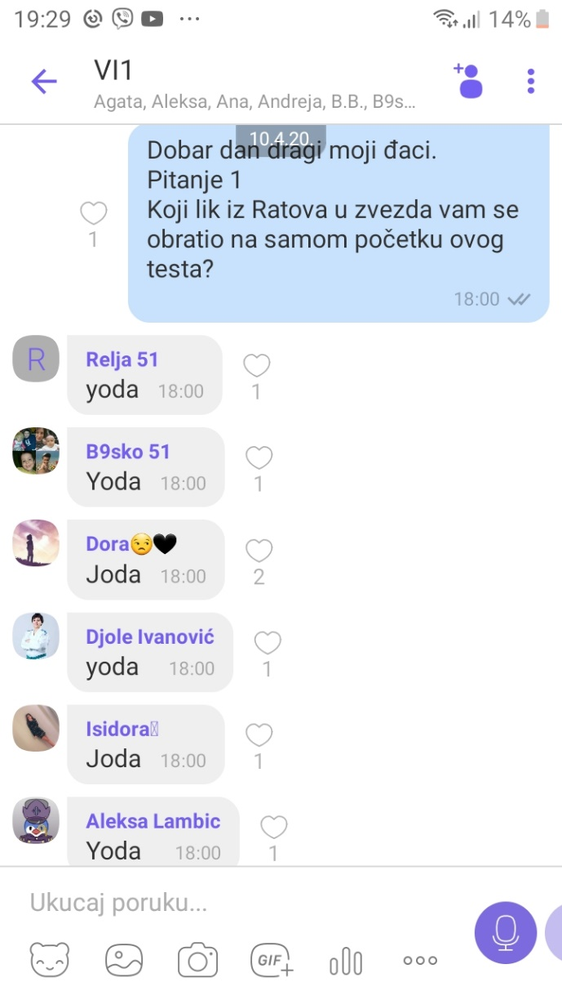 19:29
14%
VI1
Agata, Aleksa, Ana, Andreja, B.B., B9s...
10.4.20.
Dobar dan dragi moji đaci.
Pitanje 1
Koji lik iz Ratova u zvezda vam se
obratio na samom početku ovog
testa?
18:00
1
R
Relja 51
yoda 18:00
1
B9sko 51
Yoda 18:00
1
Dora😒🖤
Joda 18:00
2
Djole Ivanović
yoda 18:00
1
Isidora
Joda 18:00
1
Aleksa Lambic
Yoda 18:00
1
Ukucaj poruku...
GIF